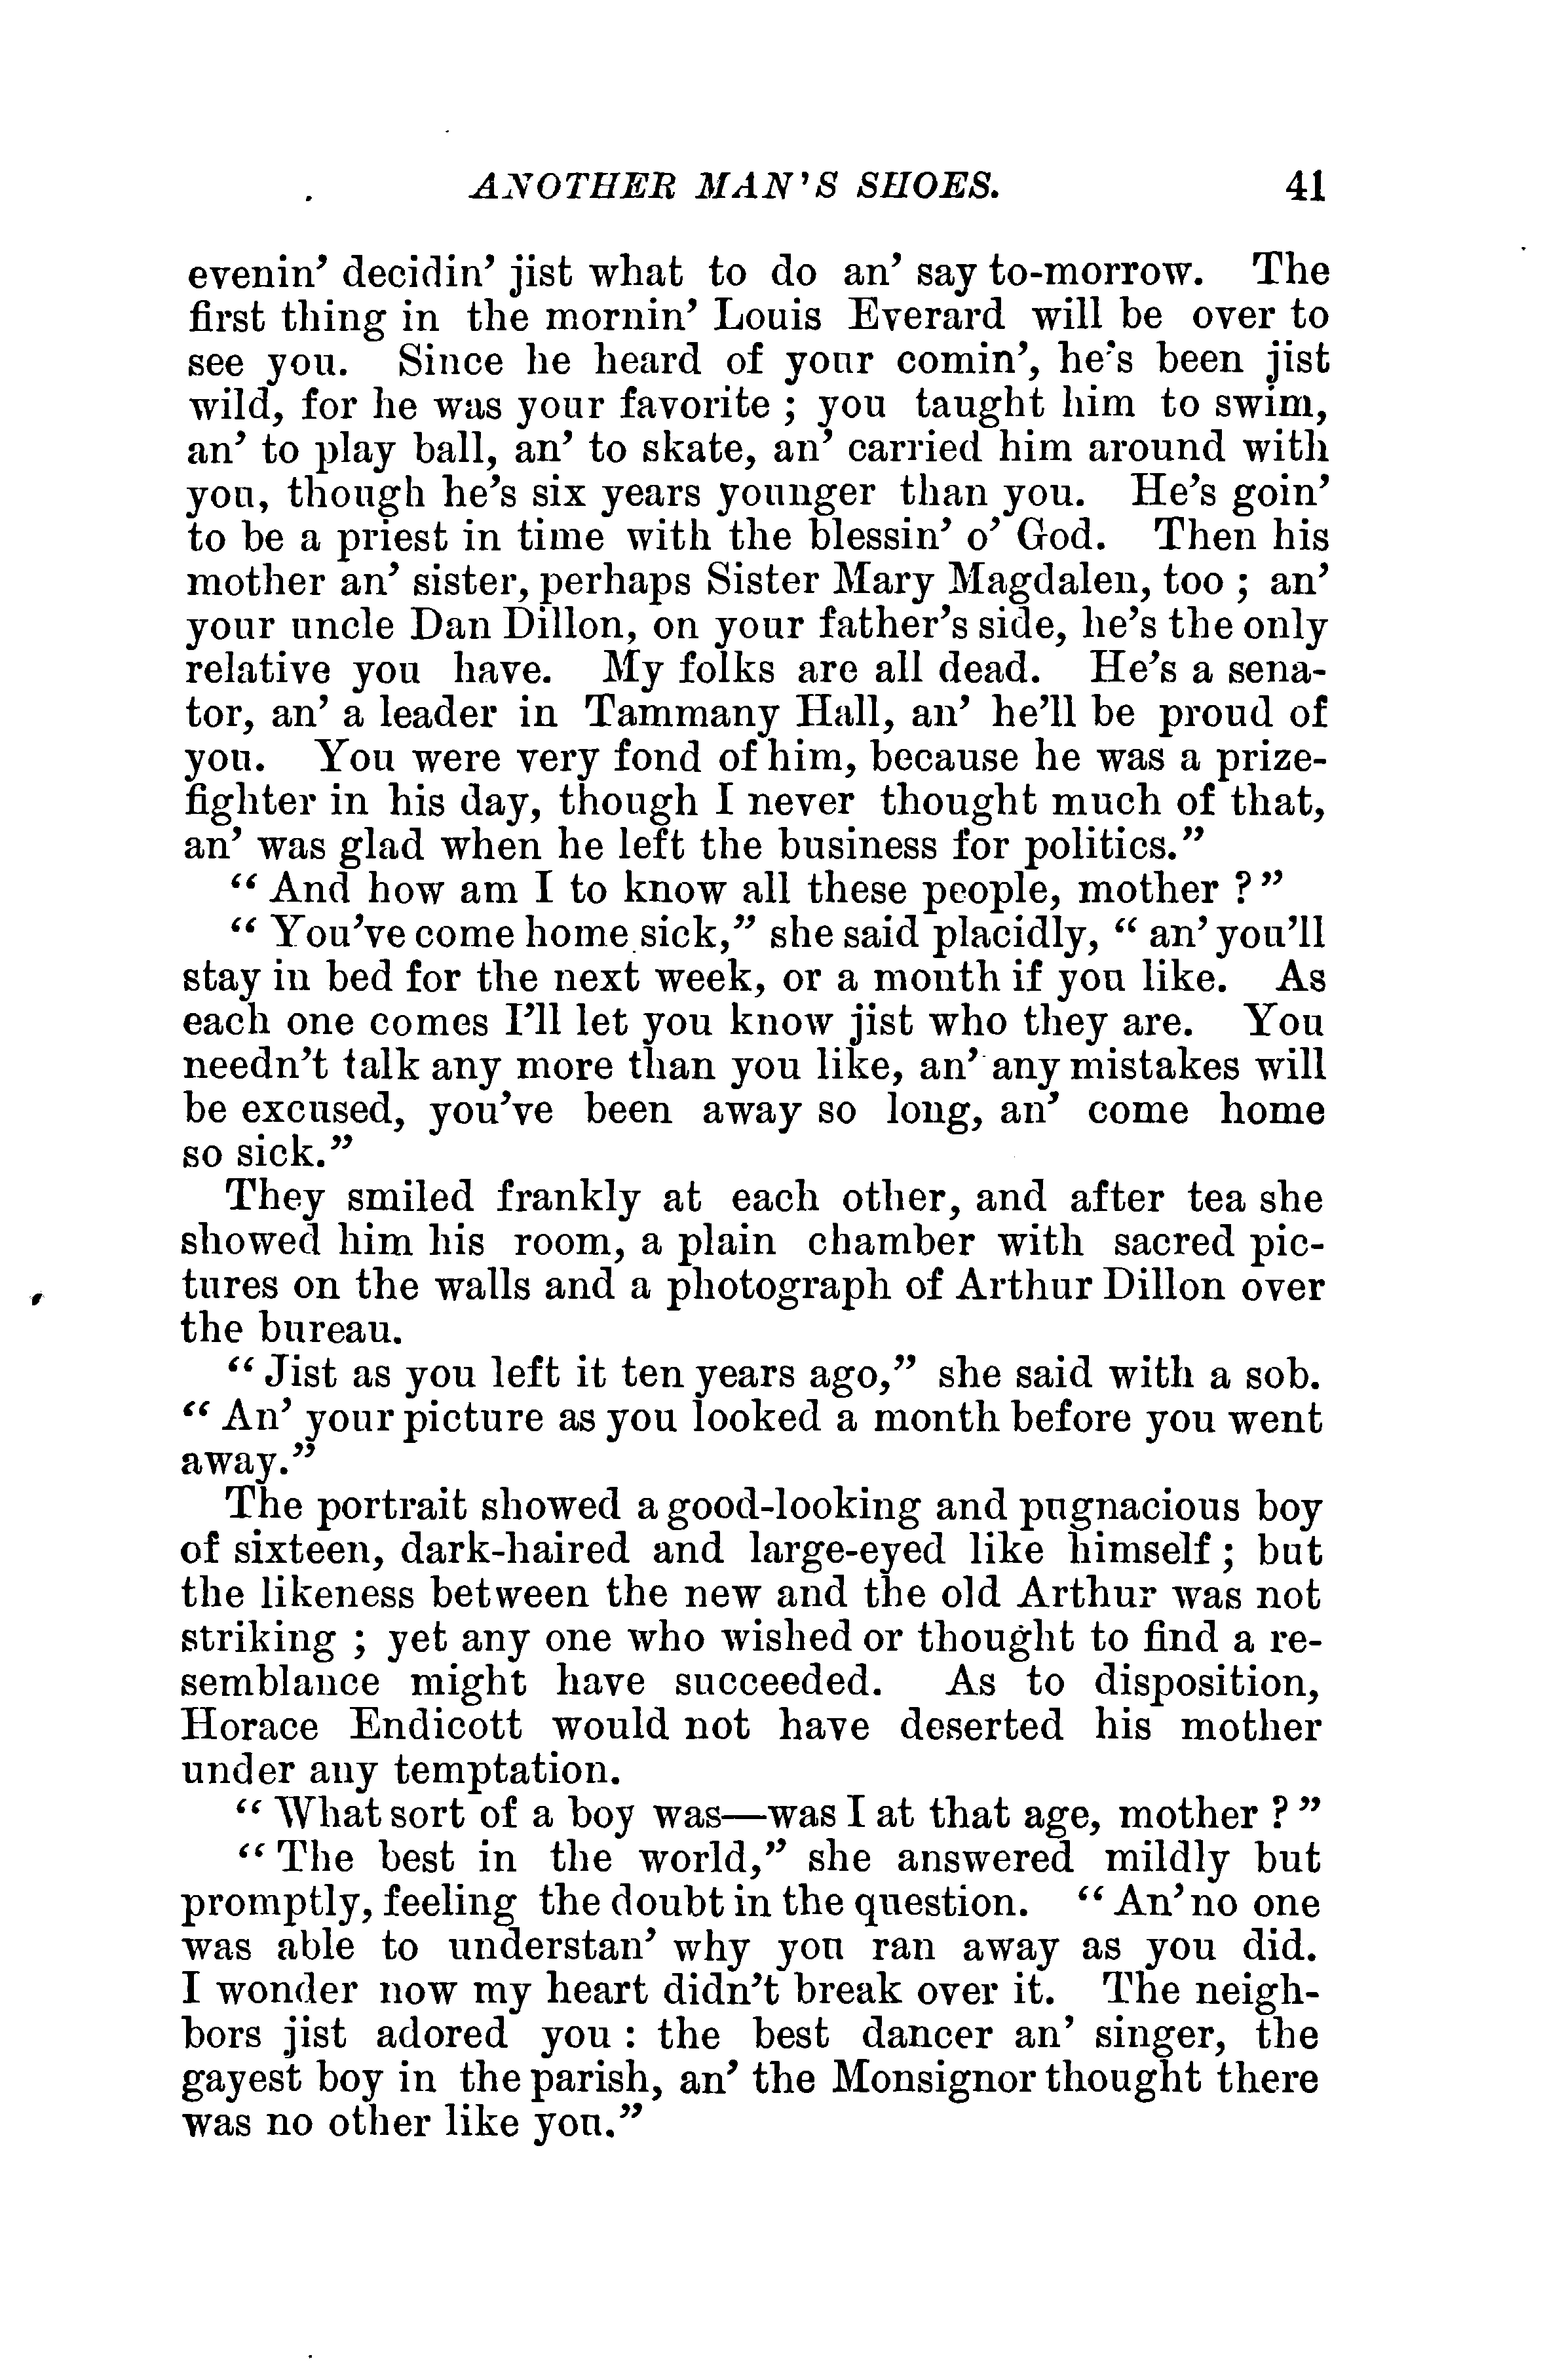 ANOTHER MAN'S SHOES. 41
evenin' decidin' jist what to do an' say to-morrow. The
first thing in the mornin' Louis Everard will be over to
see you. Since he heard of your comin', he's been jist
wild, for he was your favorite ; you taught him to swim,
an' to play ball, an' to skate, an' carried him around with
you, though he's six years younger than you. He's goin'
to be a priest in time with the blessin' o' God. Then his
mother an' sister, perhaps Sister Mary Magdalen, too ; an'
your uncle Dan Dillon, on your father's side, he's the only
relative you have. My folks are all dead. He's a sena-
tor, an' a leader in Tammany Hall, an' he'll be proud of
you. You were very fond of him, because he was a prize-
fighter in his day, though I never thought much of that,
an' was glad when he left the business for politics."
" And how am I to know all these people, mother ? "
" You've come home sick," she said placidly, " an' you'll
stay in bed for the next week, or a month if you like. As
each one comes I'll let you know jist who they are. You
needn't talk any more than you like, an' any mistakes will
be excused, you've been away so long, an' come home
so sick."
They smiled frankly at each other, and after tea she
showed him his room, a plain chamber with sacred pic-
tures on the walls and a photograph of Arthur Dillon over
the bureau.
" Jist as you left it ten years ago," she said with a sob.
" An' your picture as you looked a month before you went
away."
The portrait showed a good-looking and pugnacious boy
of sixteen, dark-haired and large-eyed like himself ; but
the likeness between the new and the old Arthur was not
striking ; yet any one who wished or thought to find a re-
semblance might have succeeded. As to disposition,
Horace Endicott would not have deserted his mother
under any temptation.
" What sort of a boy was—was I at that age, mother ? "
" The best in the world," she answered mildly but
promptly, feeling the doubt in the question. " An' no one
was able to understan' why you ran away as you did.
I wonder now my heart didn't break over it. The neigh-
bors jist adored you : the best dancer an' singer, the
gayest boy in the parish, an' the Monsignor thought there
was no other like you."